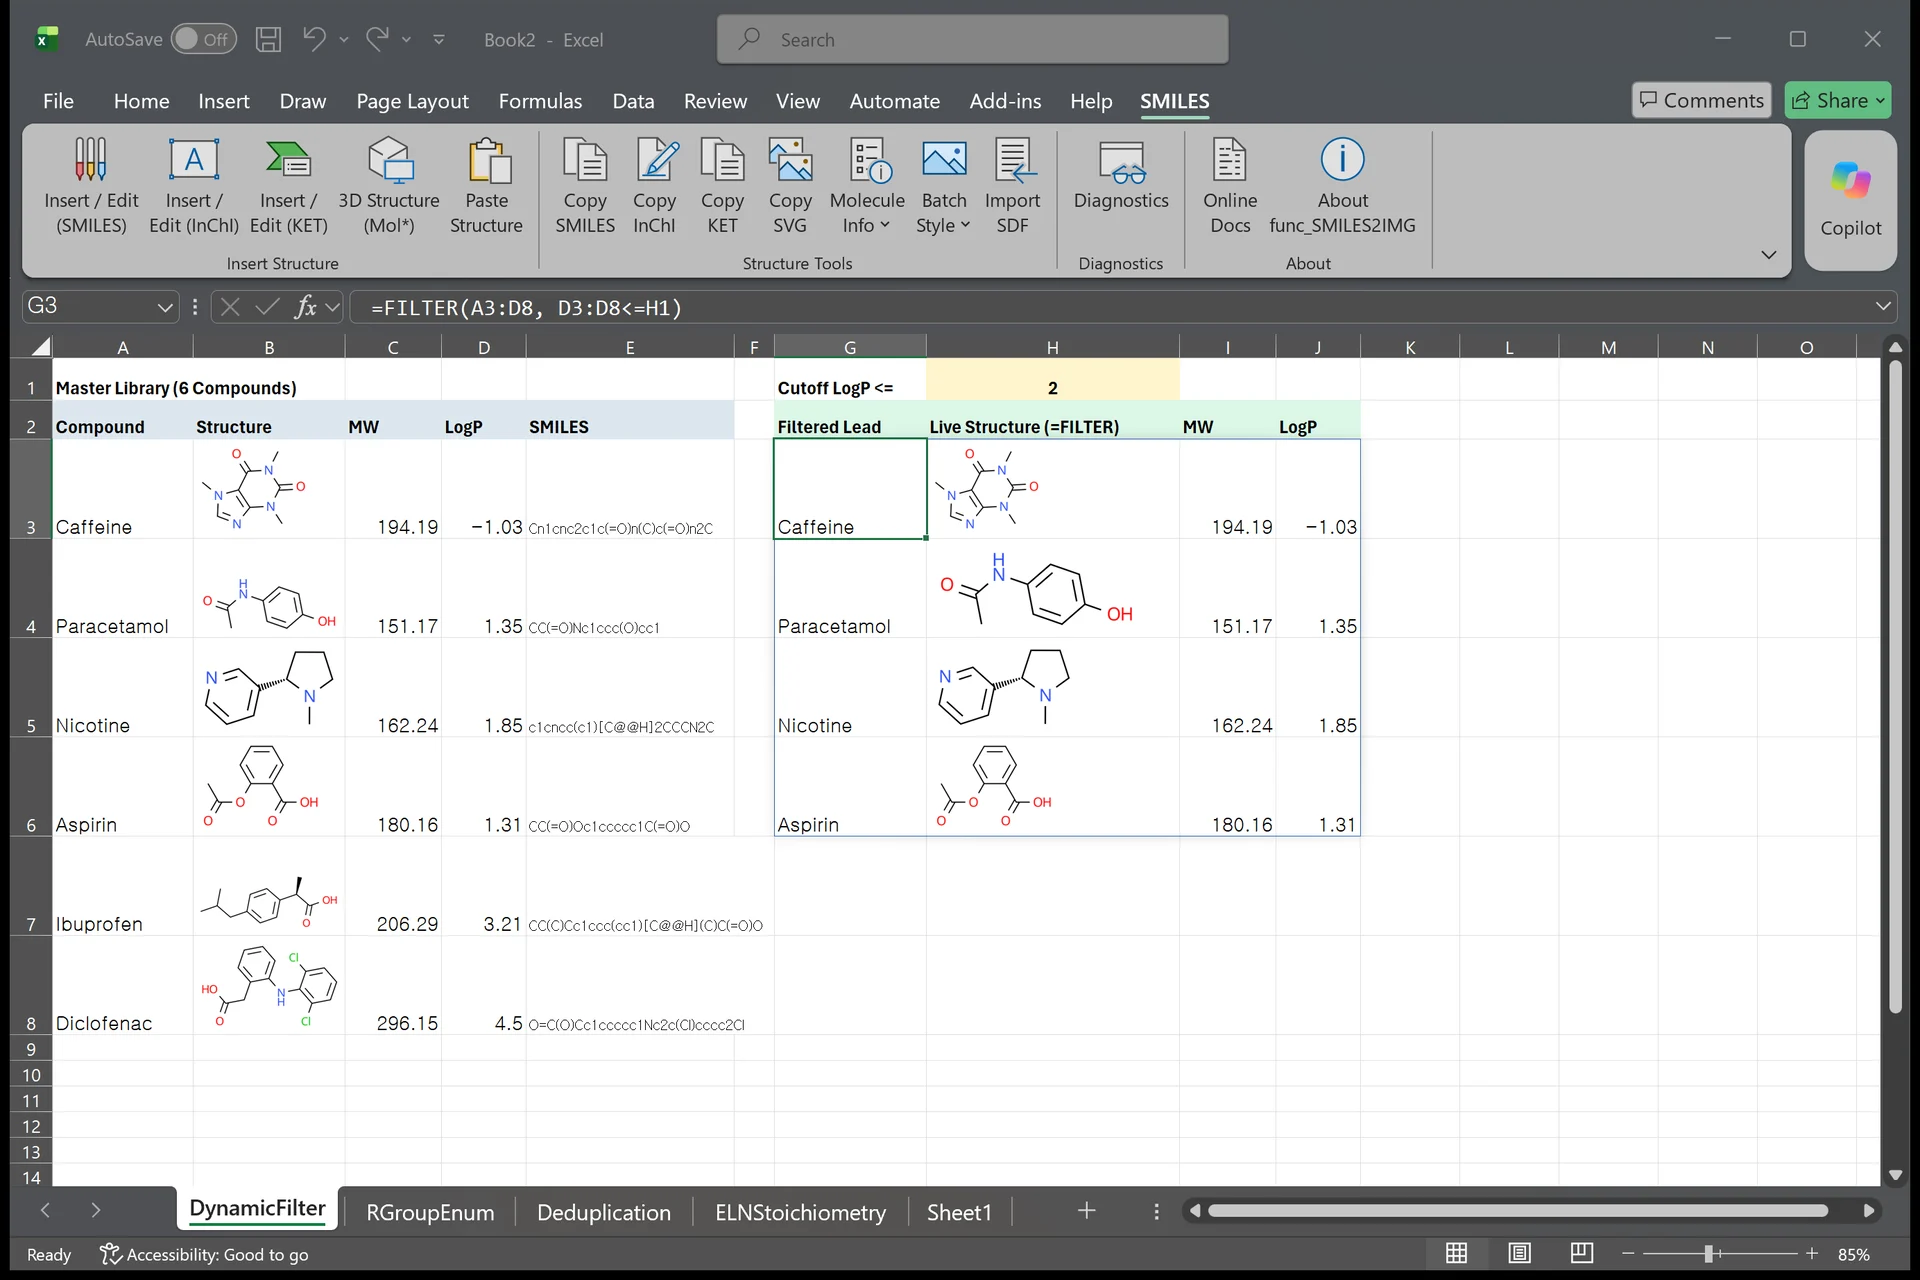 AutoSave Off Book2 - Excel Search
File Home Insert Draw Page Layout Formulas Data Review View Automate Add-ins Help SMILES Comments Share
Insert / Edit (SMILES)
Insert / Edit (InChI)
Insert / Edit (KET)
3D Structure (Mol*)
Paste Structure
Insert Structure
Copy SMILES
Copy InChI
Copy KET
Copy SVG
Molecule Info
Batch Style
Import SDF
Structure Tools
Diagnostics
Diagnostics
Online Docs
About func_SMILES2IMG
About
Copilot
G3 fx =FILTER(A3:D8, D3:D8<=H1)
A B C D E F G H I J K L M N O
1 Master Library (6 Compounds) Cutoff LogP <= 2
2 Compound Structure MW LogP SMILES Filtered Lead Live Structure (=FILTER) MW LogP
O N O N N N O N O N N N
3 Caffeine 194.19 −1.03 Cn1cnc2c1c(=O)n(C)c(=O)n2C Caffeine 194.19 −1.03
H N O OH H N O OH
4 Paracetamol 151.17 1.35 CC(=O)Nc1ccc(O)cc1 Paracetamol 151.17 1.35
N N N N
5 Nicotine 162.24 1.85 c1cncc(c1)[C@@H]2CCCN2C Nicotine 162.24 1.85
O OH O O O OH O O
6 Aspirin 180.16 1.31 CC(=O)Oc1ccccc1C(=O)O Aspirin 180.16 1.31
OH O
7 Ibuprofen 206.29 3.21 CC(C)Cc1ccc(cc1)[C@@H](C)C(=O)O
Cl HO N H O Cl
8 Diclofenac 296.15 4.5 O=C(O)Cc1ccccc1Nc2c(Cl)cccc2Cl
9
10
11
12
13
14
DynamicFilter RGroupEnum Deduplication ELNStoichiometry Sheet1
Ready Accessibility: Good to go 85%